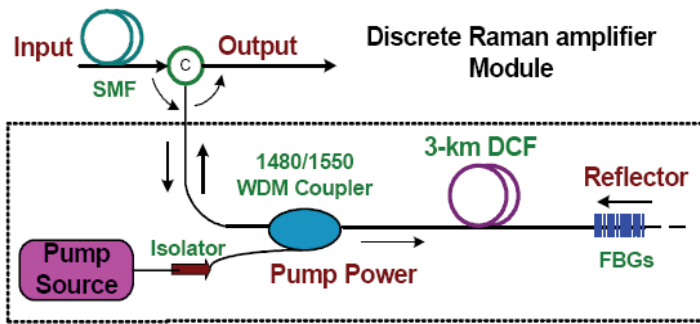 Input
Output
Discrete Raman amplifier
Module
C
SMF
1480/1550
WDM Coupler
3-km DCF
Reflector
Isolator
Pump
Source
Pump Power
FBGs